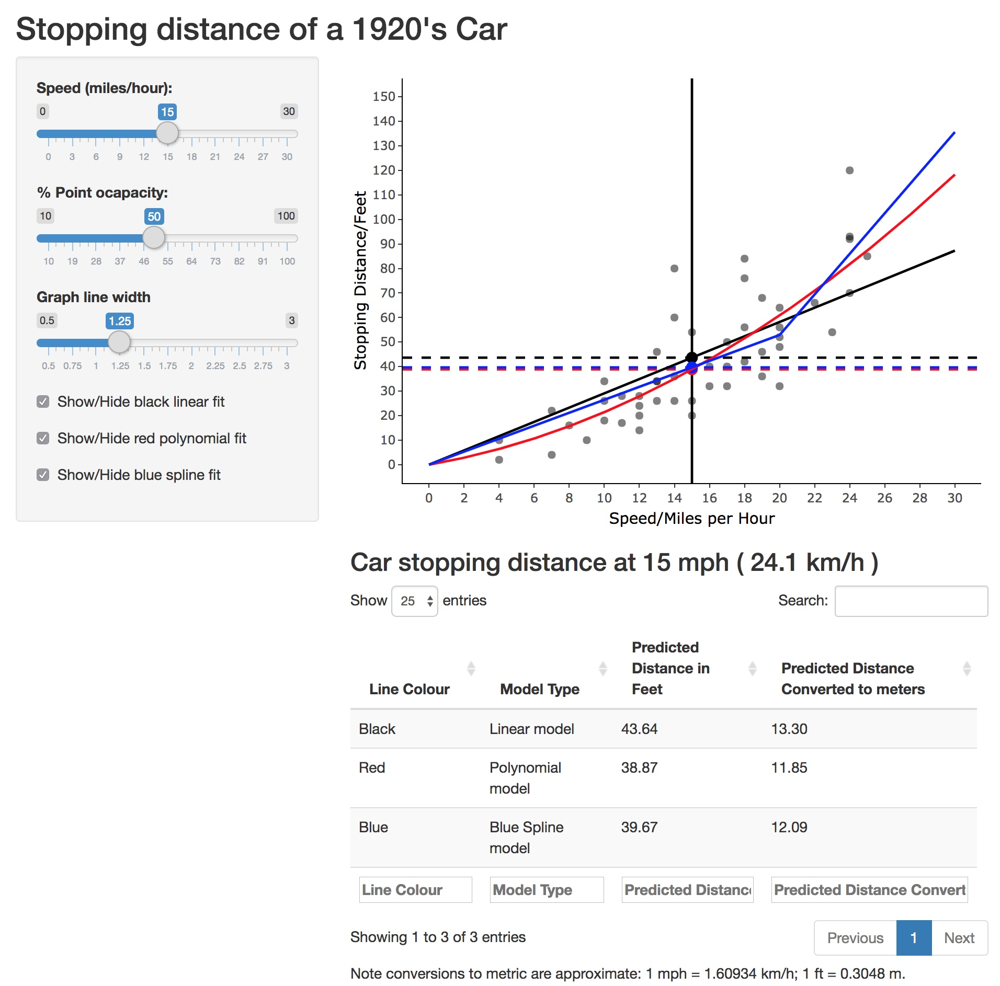 Stopping distance of a 1920's Car
Speed (miles/hour):
0 15 30
0 3 6 9 12 15 18 21 24 27 30
% Point ocapacity:
10 50 100
10 19 28 37 46 55 64 73 82 91 100
Graph line width
0.5 1.25 3
0.5 0.75 1 1.25 1.5 1.75 2 2.25 2.5 2.75 3
Show/Hide black linear fit
Show/Hide red polynomial fit
Show/Hide blue spline fit
Stopping Distance/Feet
150
140
130
120
110
100
90
80
70
60
50
40
30
20
10
0
0 2 4 6 8 10 12 14 16 18 20 22 24 26 28 30
Speed/Miles per Hour
Car stopping distance at 15 mph ( 24.1 km/h )
Show 25 entries Search:
Line Colour Model Type Predicted Distance in Feet Predicted Distance Converted to meters
Black Linear model 43.64 13.30
Red Polynomial model 38.87 11.85
Blue Blue Spline model 39.67 12.09
Line Colour Model Type Predicted Distanc Predicted Distance Convert
Showing 1 to 3 of 3 entries Previous 1 Next
Note conversions to metric are approximate: 1 mph = 1.60934 km/h; 1 ft = 0.3048 m.